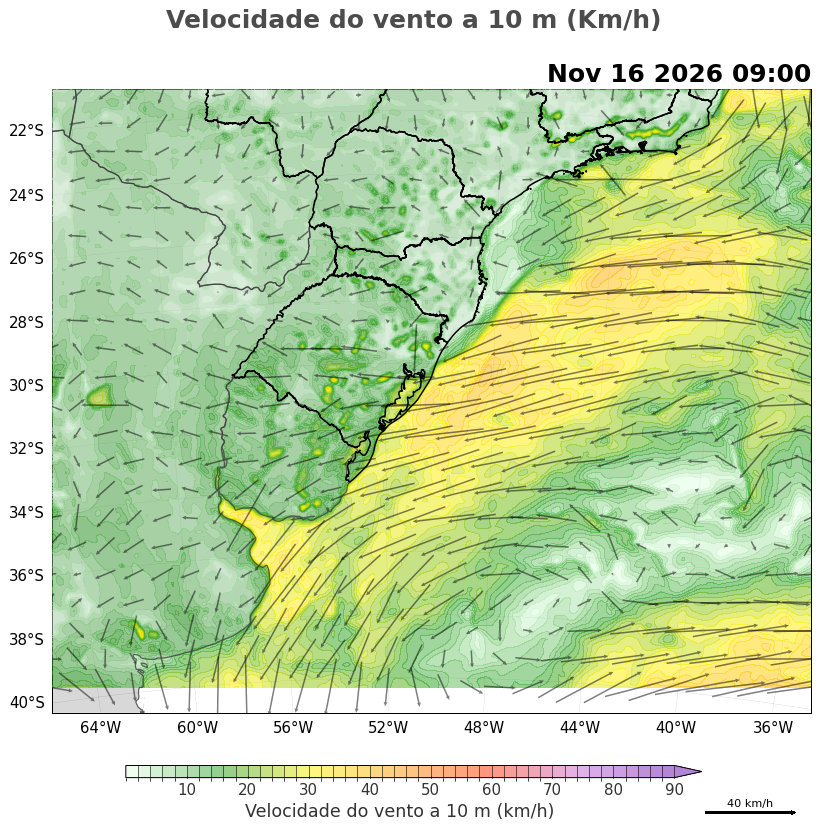 Velocidade do vento a 10 m (Km/h)
Nov 16 2026 09:00
22°S
24°S
26°S
28°S
30°S
32°S
34°S
36°S
38°S
40°S
64°W 60°W 56°W 52°W 48°W 44°W 40°W 36°W
10 20 30 40 50 60 70 80 90
Velocidade do vento a 10 m (km/h)
40 km/h